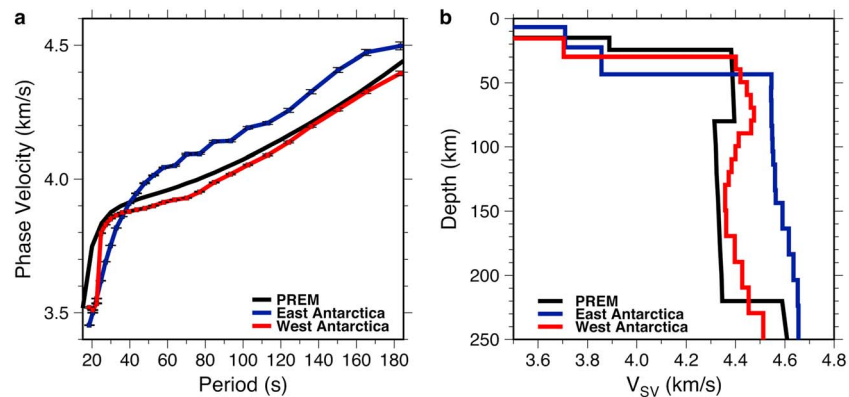 a
4.5
4.0
3.5
Phase Velocity (km/s)
PREM
East Antarctica
West Antarctica
20 40 60 80 100 120 140 160 180
Period (s)
b
0
50
100
150
200
250
Depth (km)
PREM
East Antarctica
West Antarctica
3.6 3.8 4.0 4.2 4.4 4.6 4.8
VSV (km/s)